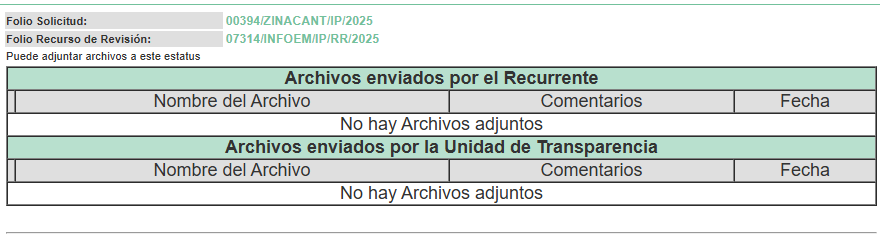 Folio Solicitud: 00394/ZINACANT/IP/2025
Folio Recurso de Revisión: 07314/INFOEM/IP/RR/2025
Puede adjuntar archivos a este estatus
Archivos enviados por el Recurrente
Nombre del Archivo Comentarios Fecha
No hay Archivos adjuntos
Archivos enviados por la Unidad de Transparencia
Nombre del Archivo Comentarios Fecha
No hay Archivos adjuntos